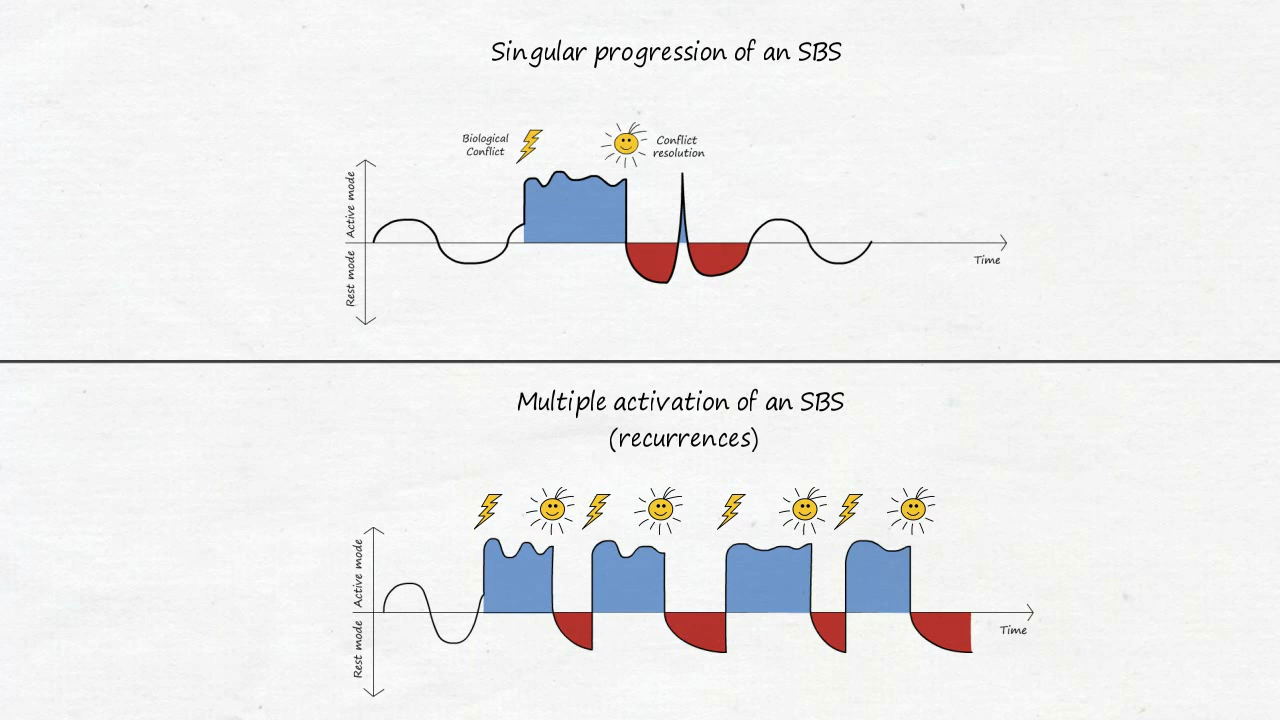 Singular progression of an SBS
Biological
Conflict
Conflict
resolution
Active mode
Rest mode
Time
Multiple activation of an SBS
(recurrences)
Active mode
Rest mode
Time